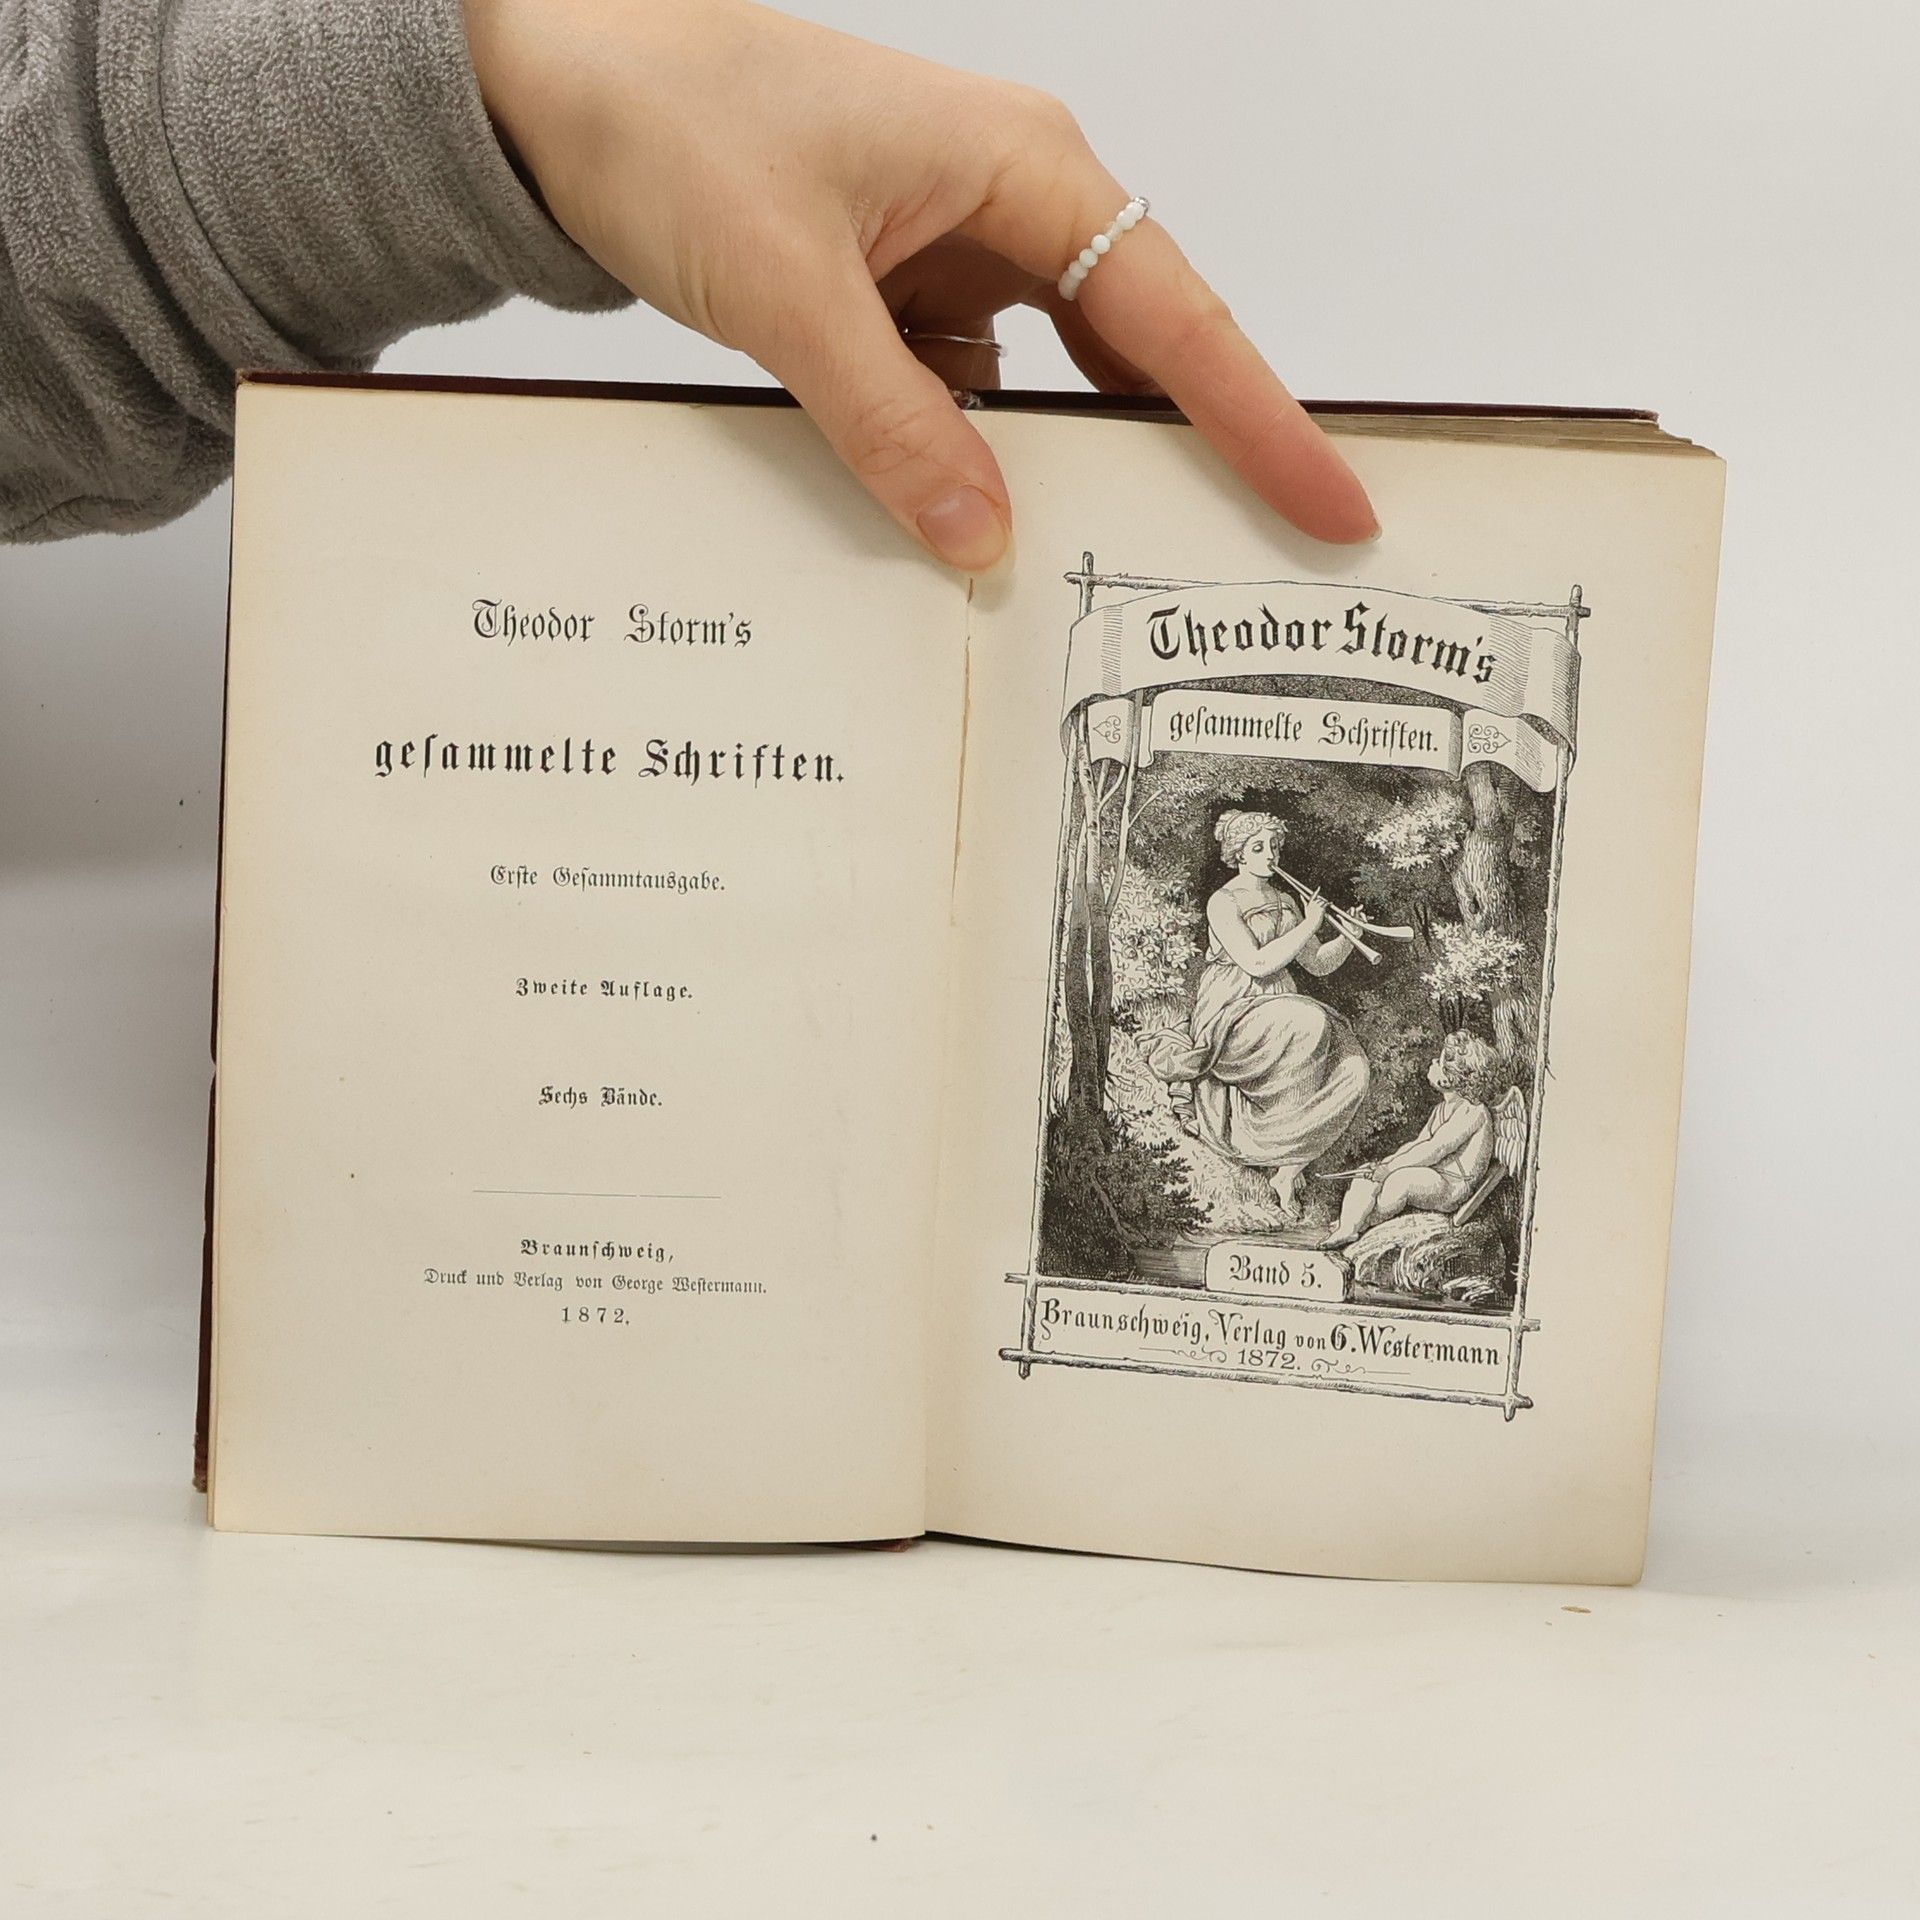 Theodor Storm's
geſammelte Schriften.
Erſte Geſammtausgabe.
Zweite Auflage.
Sechs Bände.
Braunſchweig,
Druck und Verlag von George Weſtermann.
1872.
Theodor Storm's
geſammelte Schriften.
Band 5.
Braunschweig, Verlag von G. Westermann
1872.